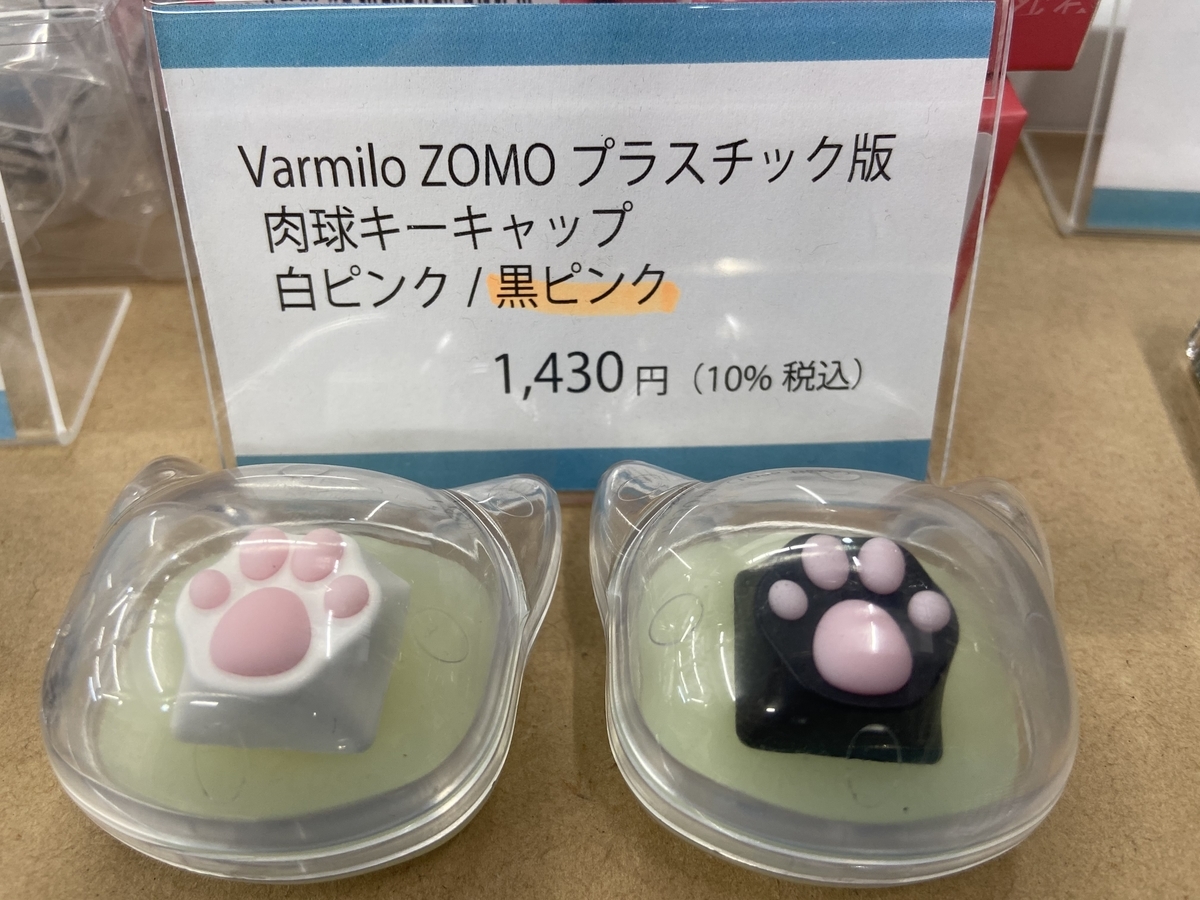 Varmilo ZOMO プラスチック版
肉球キーキャップ
白ピンク / 黒ピンク
1,430 円（10% 税込）